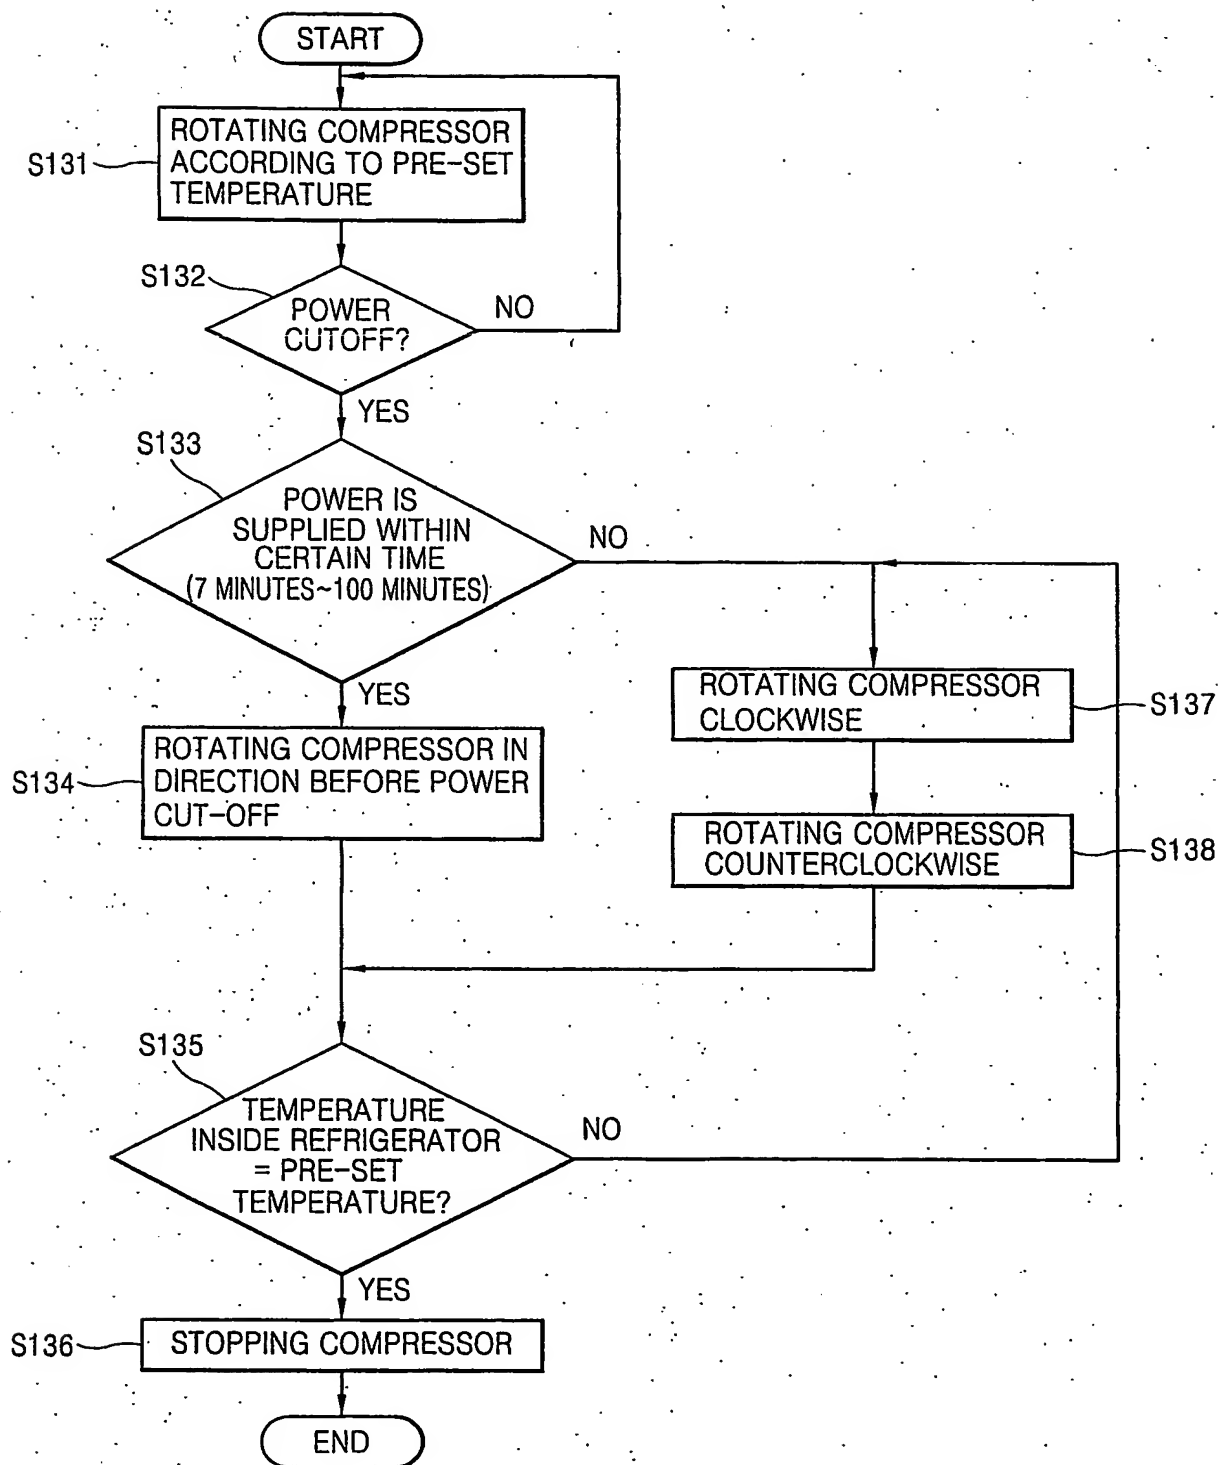 START
S131
ROTATING COMPRESSOR
ACCORDING TO PRE-SET
TEMPERATURE
S132
POWER
CUTOFF?
NO
YES
S133
POWER IS
SUPPLIED WITHIN
CERTAIN TIME
(7 MINUTES~100 MINUTES)
NO
YES
ROTATING COMPRESSOR
CLOCKWISE
S137
S134
ROTATING COMPRESSOR IN
DIRECTION BEFORE POWER
CUT-OFF
ROTATING COMPRESSOR
COUNTERCLOCKWISE
S138
S135
TEMPERATURE
INSIDE REFRIGERATOR
= PRE-SET
TEMPERATURE?
NO
YES
S136
STOPPING COMPRESSOR
END